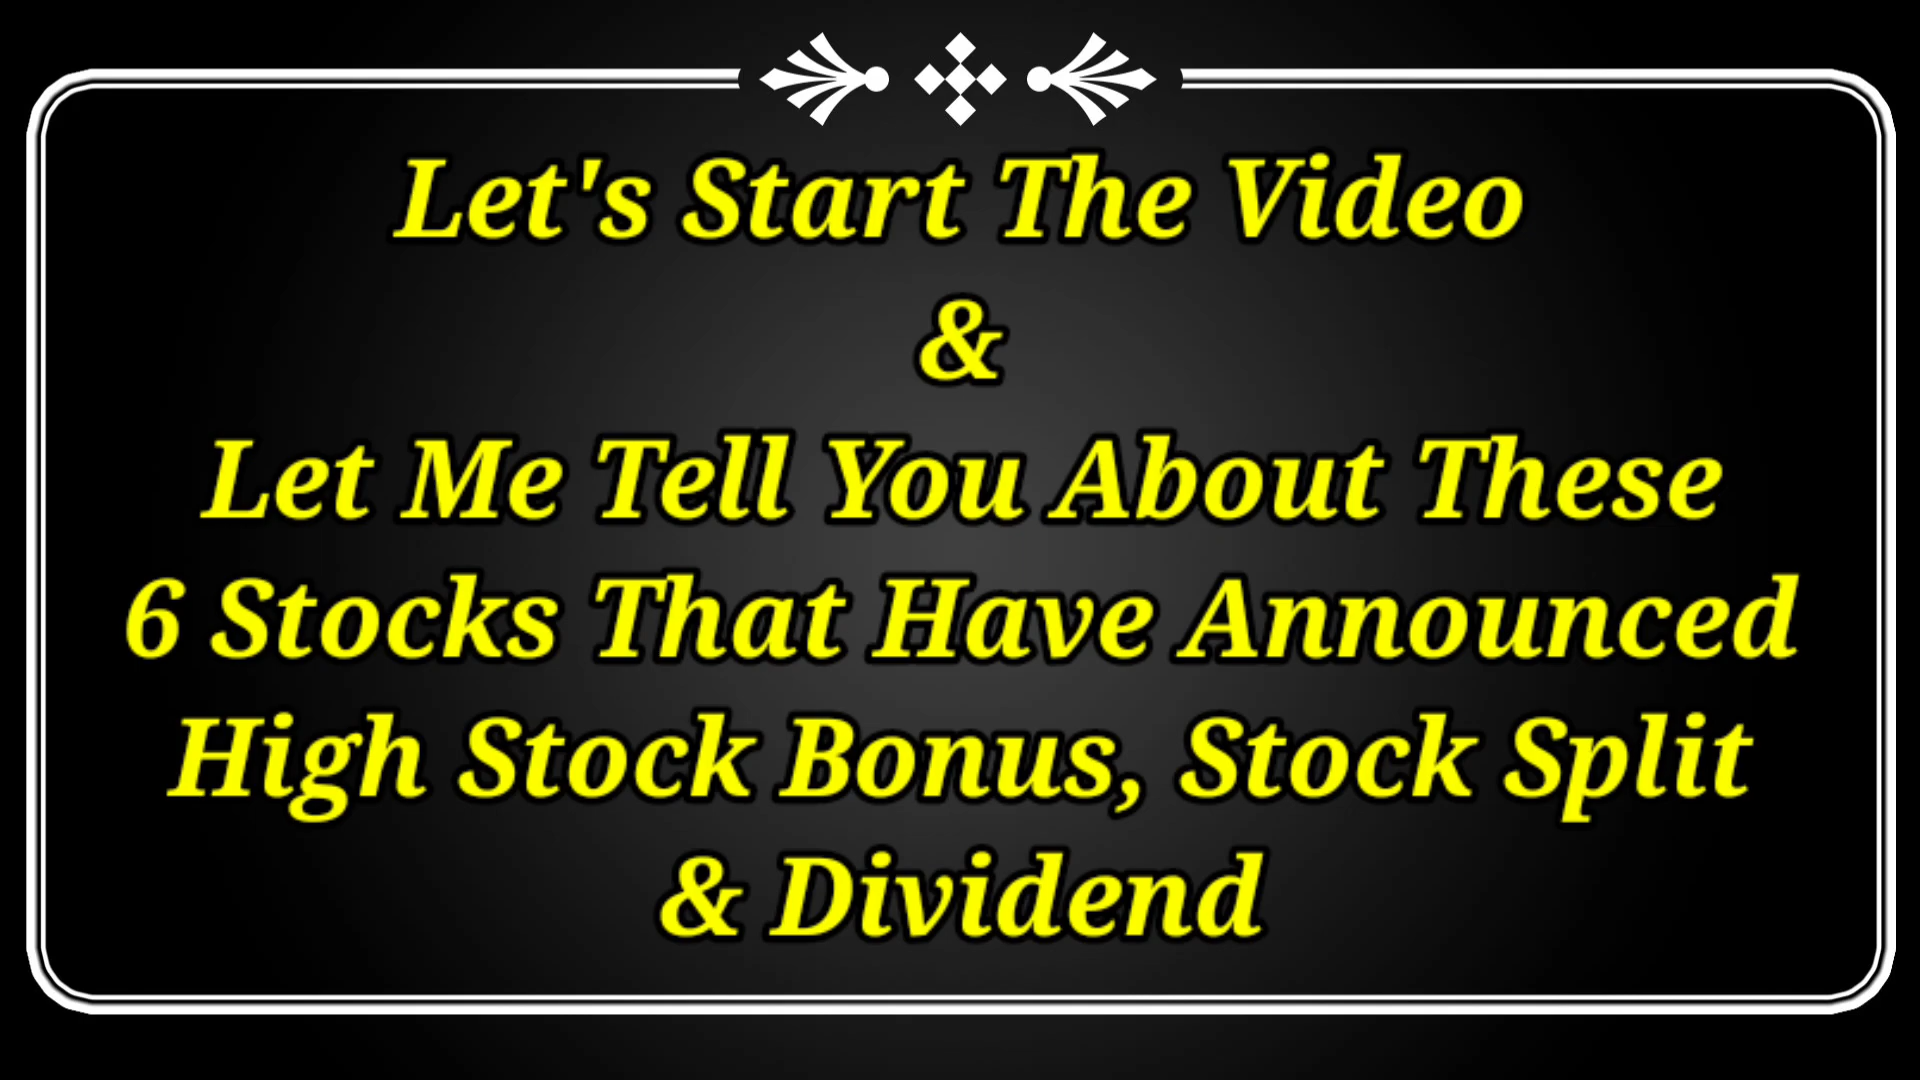 Let's Start The Video
&
Let Me Tell You About These
6 Stocks That Have Announced
High Stock Bonus, Stock Split
& Dividend